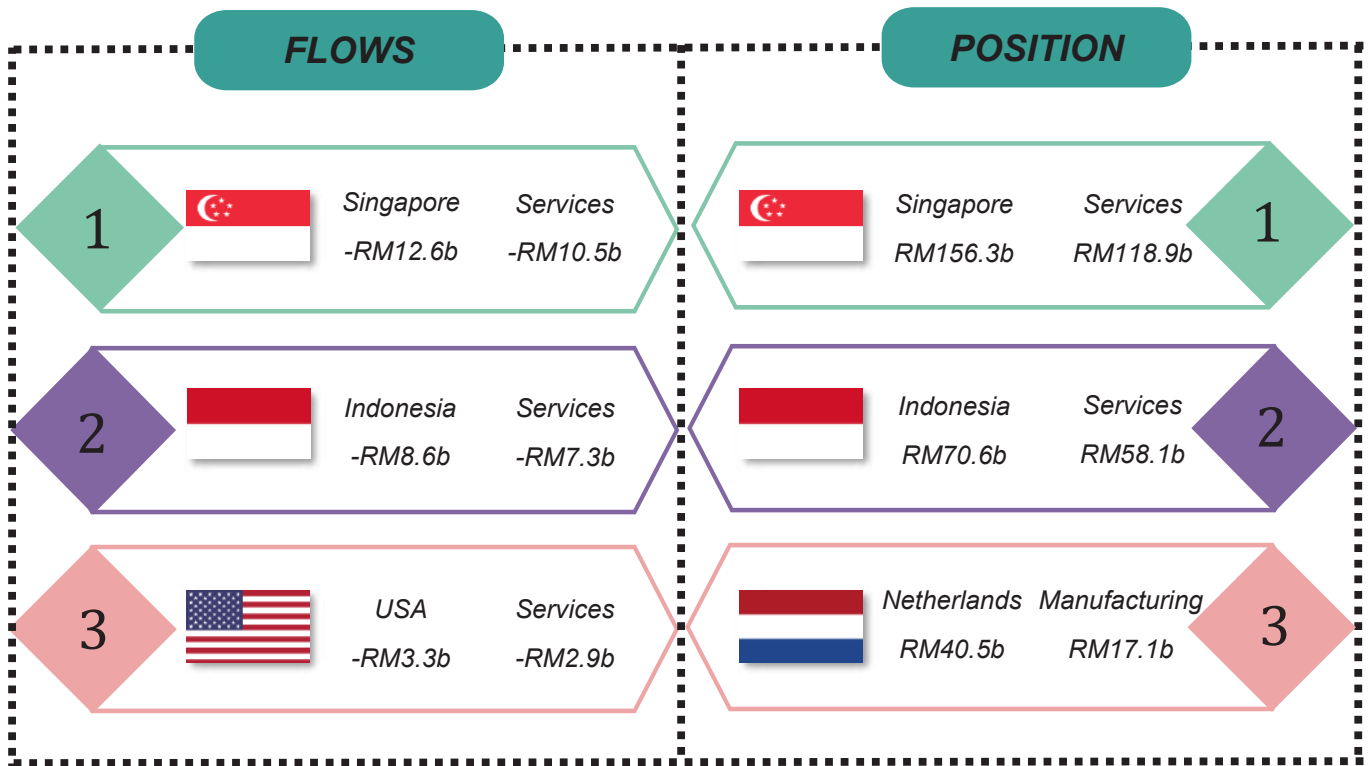 FLOWS
1
Singapore Services
-RM12.6b -RM10.5b
2
Indonesia Services
-RM8.6b -RM7.3b
3
USA Services
-RM3.3b -RM2.9b
POSITION
Singapore Services
RM156.3b RM118.9b
1
Indonesia Services
RM70.6b RM58.1b
2
Netherlands Manufacturing
RM40.5b RM17.1b
3